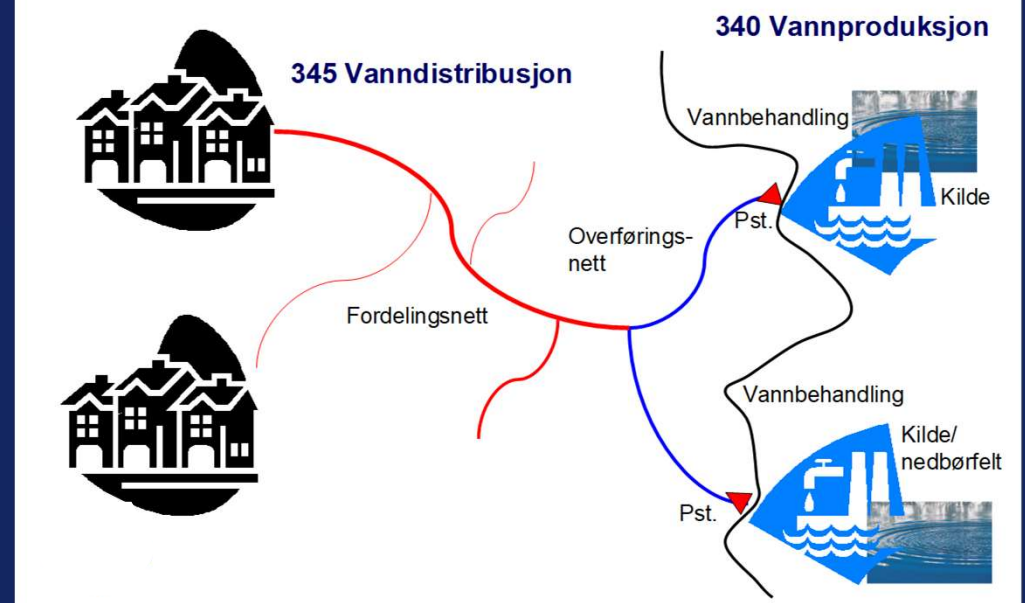 340 Vannproduksjon
345 Vanndistribusjon
Vannbehandling
Kilde
Pst.
Overførings-
nett
Fordelingsnett
Vannbehandling
Kilde/
nedbørfelt
Pst.